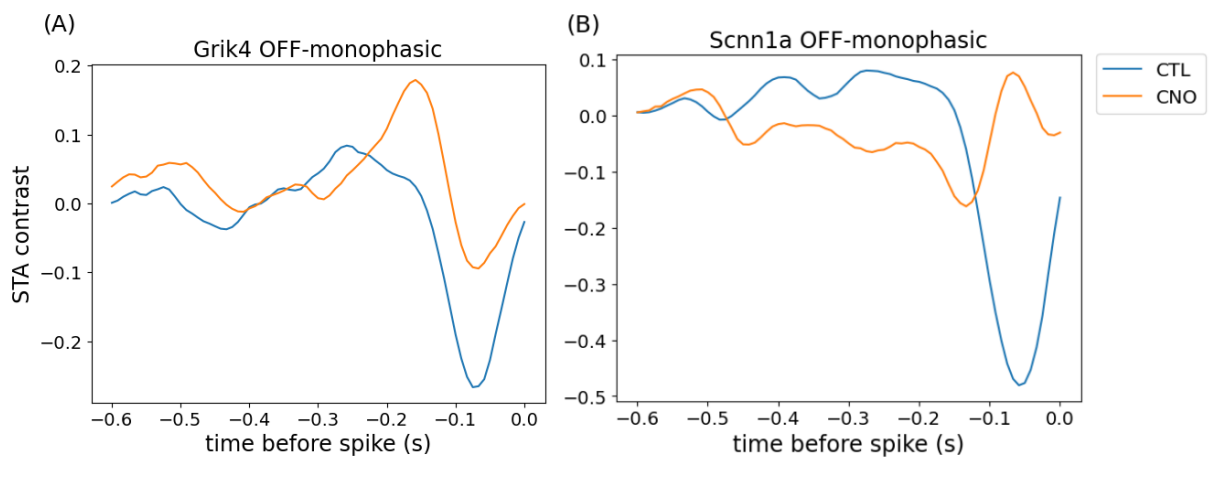 (A)
Grik4 OFF-monophasic
STA contrast
0.2
0.1
0.0
−0.1
−0.2
−0.6 −0.5 −0.4 −0.3 −0.2 −0.1 0.0
time before spike (s)
(B)
Scnn1a OFF-monophasic
0.1
0.0
−0.1
−0.2
−0.3
−0.4
−0.5
−0.6 −0.5 −0.4 −0.3 −0.2 −0.1 0.0
time before spike (s)
CTL
CNO